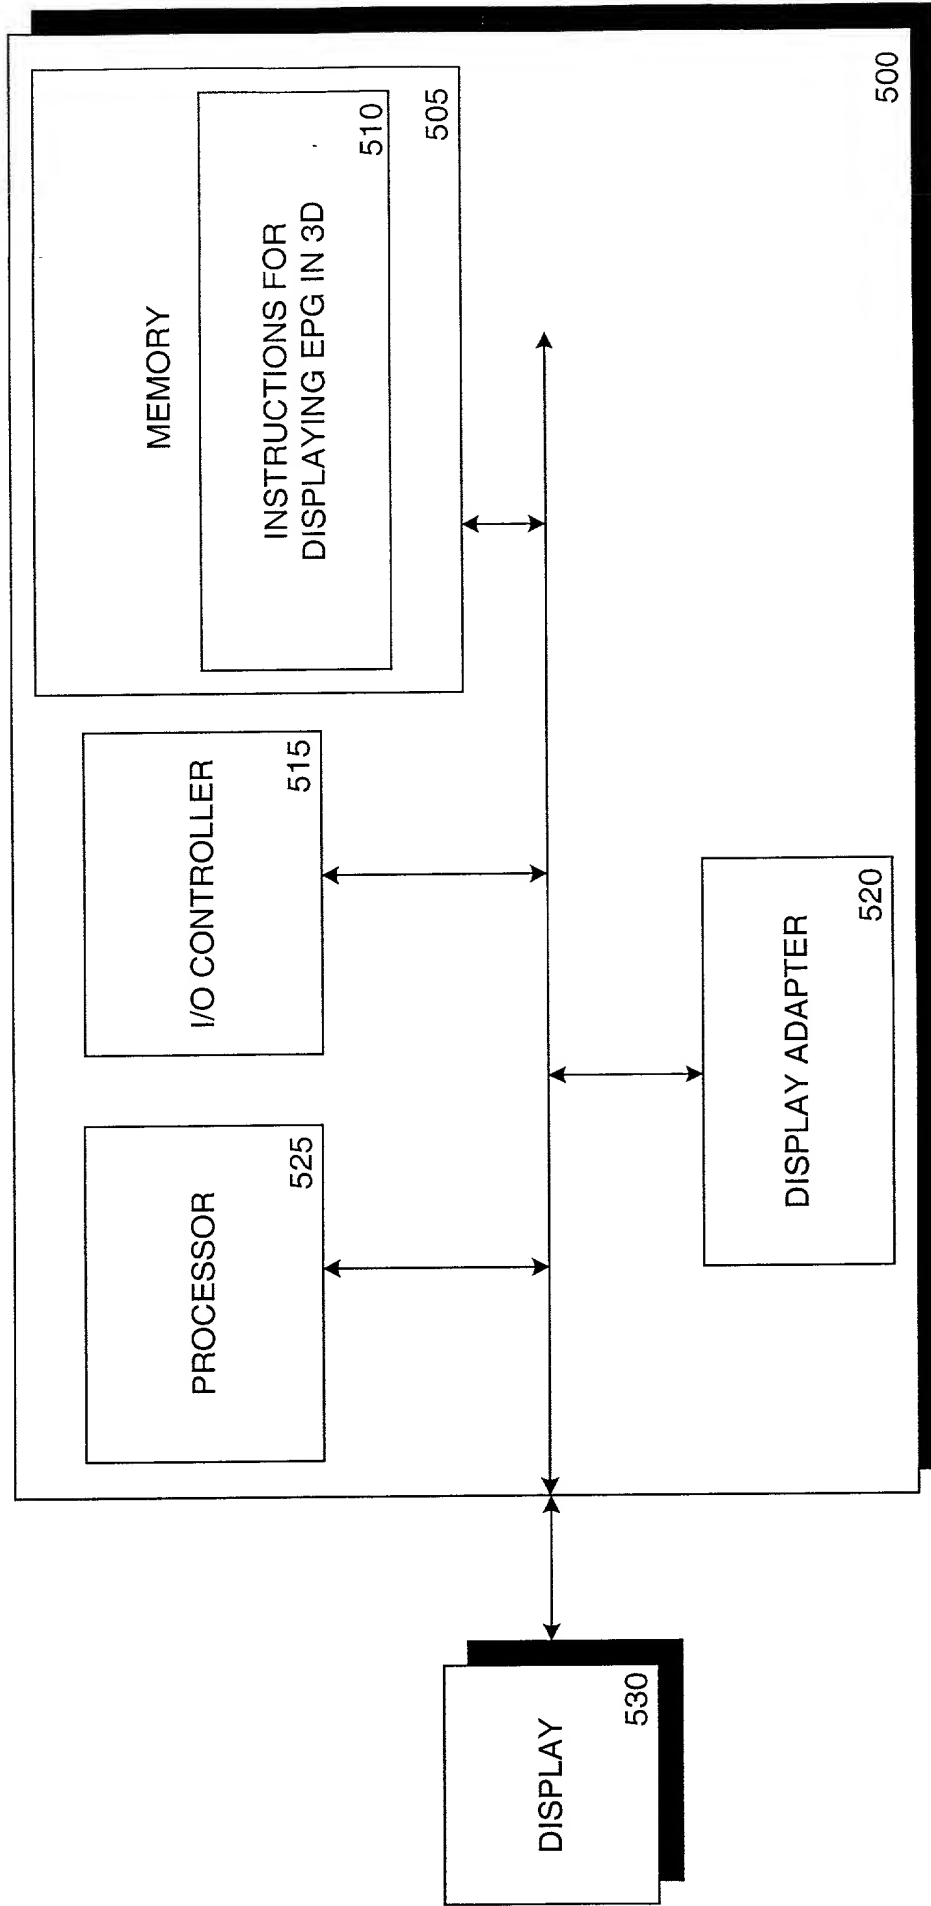 DISPLAY
530
PROCESSOR
525
I/O CONTROLLER
515
MEMORY
INSTRUCTIONS FOR
DISPLAYING EPG IN 3D
510
505
DISPLAY ADAPTER
520
500